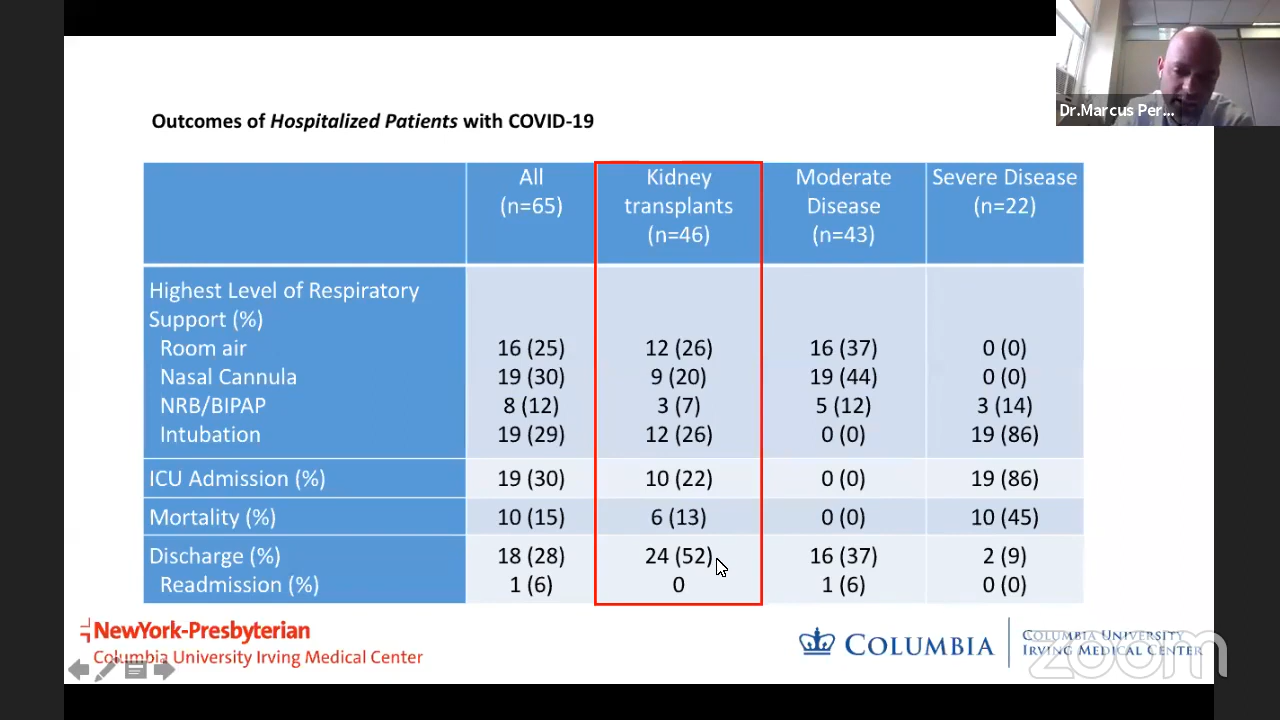 Dr.Marcus Per...
Outcomes of Hospitalized Patients with COVID-19
All
(n=65)
Kidney
transplants
(n=46)
Moderate
Disease
(n=43)
Severe Disease
(n=22)
Highest Level of Respiratory
Support (%)
Room air 16 (25) 12 (26) 16 (37) 0 (0)
Nasal Cannula 19 (30) 9 (20) 19 (44) 0 (0)
NRB/BIPAP 8 (12) 3 (7) 5 (12) 3 (14)
Intubation 19 (29) 12 (26) 0 (0) 19 (86)
ICU Admission (%) 19 (30) 10 (22) 0 (0) 19 (86)
Mortality (%) 10 (15) 6 (13) 0 (0) 10 (45)
Discharge (%) 18 (28) 24 (52) 16 (37) 2 (9)
Readmission (%) 1 (6) 0 1 (6) 0 (0)
NewYork-Presbyterian
Columbia University Irving Medical Center
COLUMBIA
COLUMBIA UNIVERSITY
IRVING MEDICAL CENTER
zoom